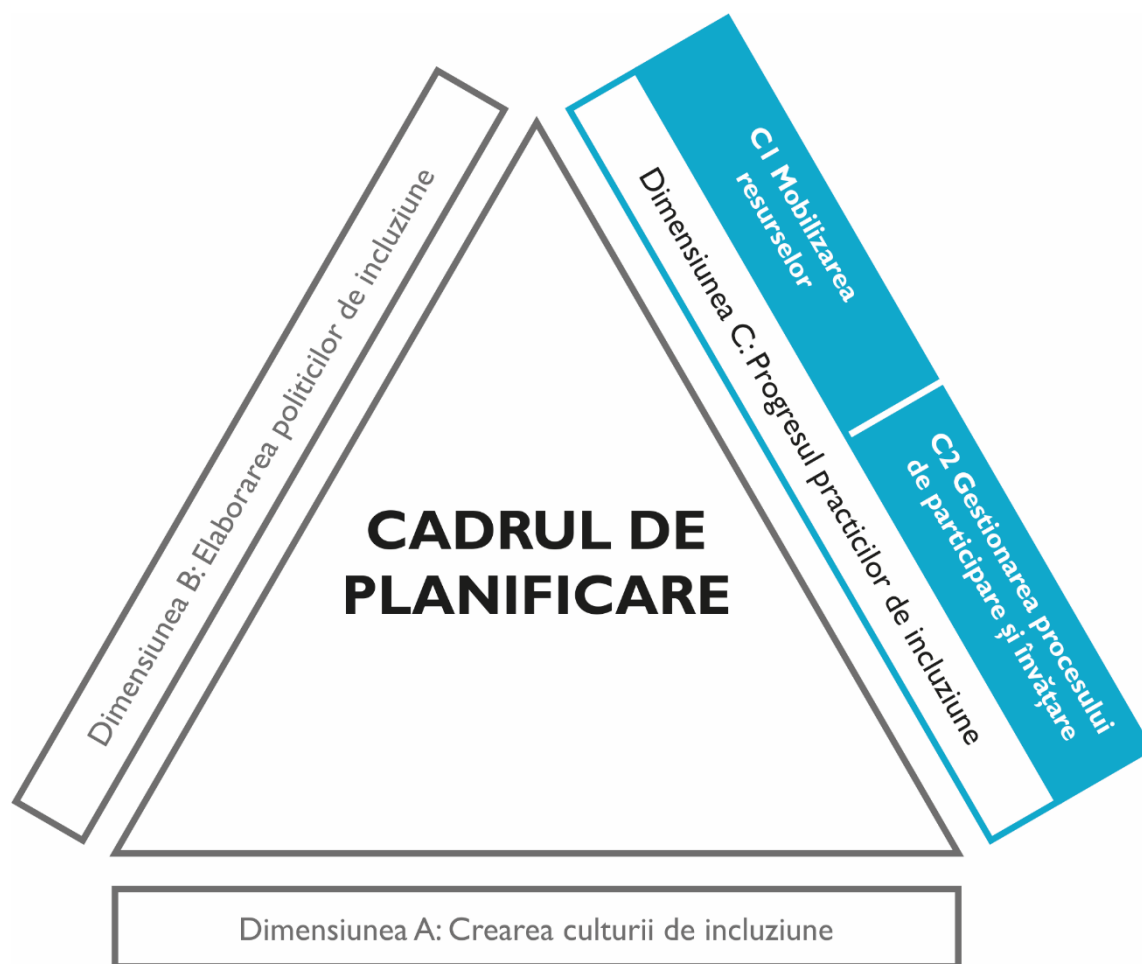 Dimensiunea B: Elaborarea politicilor de incluziune
C1 Mobilizarea
resurselor
Dimensiunea C: Progresul practicilor de incluziune
C2 Gestionarea procesului
de participare și învățare
CADRUL DE
PLANIFICARE
Dimensiunea A: Crearea culturii de incluziune